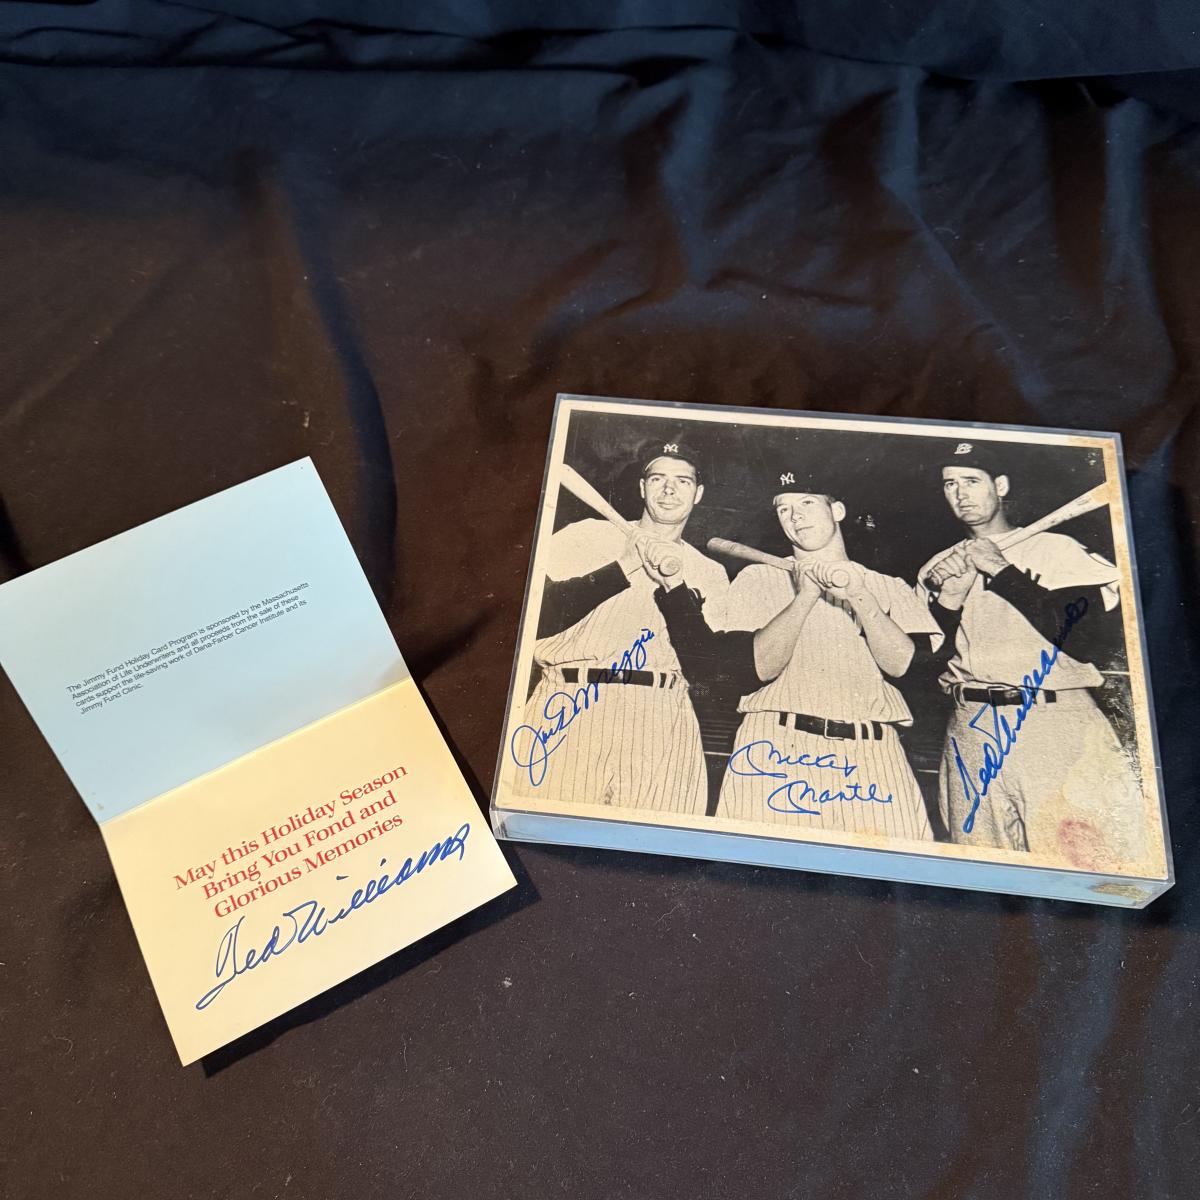 The Jimmy Fund Holiday Card Program is sponsored by the Massachusetts
Association of Life Underwriters and all proceeds from the sale of these
cards support the life-saving work of Dana-Farber Cancer Institute and its
Jimmy Fund Clinic.
May this Holiday Season
Bring You Fond and
Glorious Memories
Ted Williams
NY
NY
B
Joe DiMaggio
Mickey
Mantle
Ted Williams